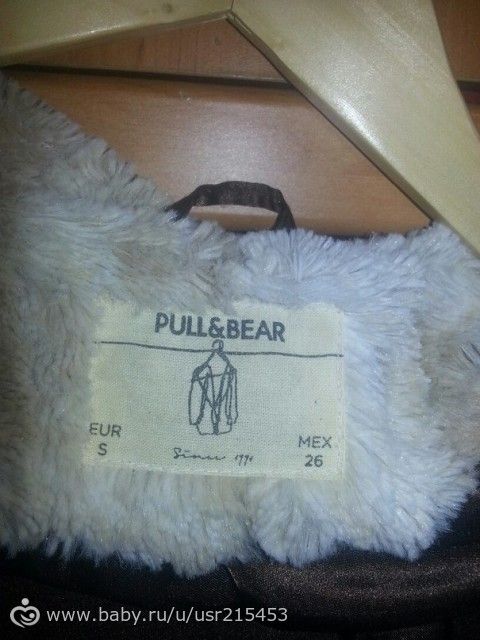 PULL&BEAR
EUR
S
MEX
26
Since 1991
www.baby.ru/u/usr215453